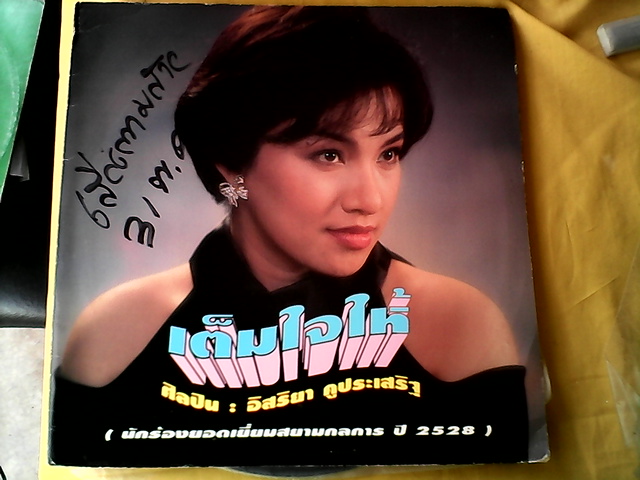 เต็มใจให้
ศิลปิน : อิสริยา คูประเสริฐ
( นักร้องยอดเยี่ยมสยามกลการ ปี 2528 )